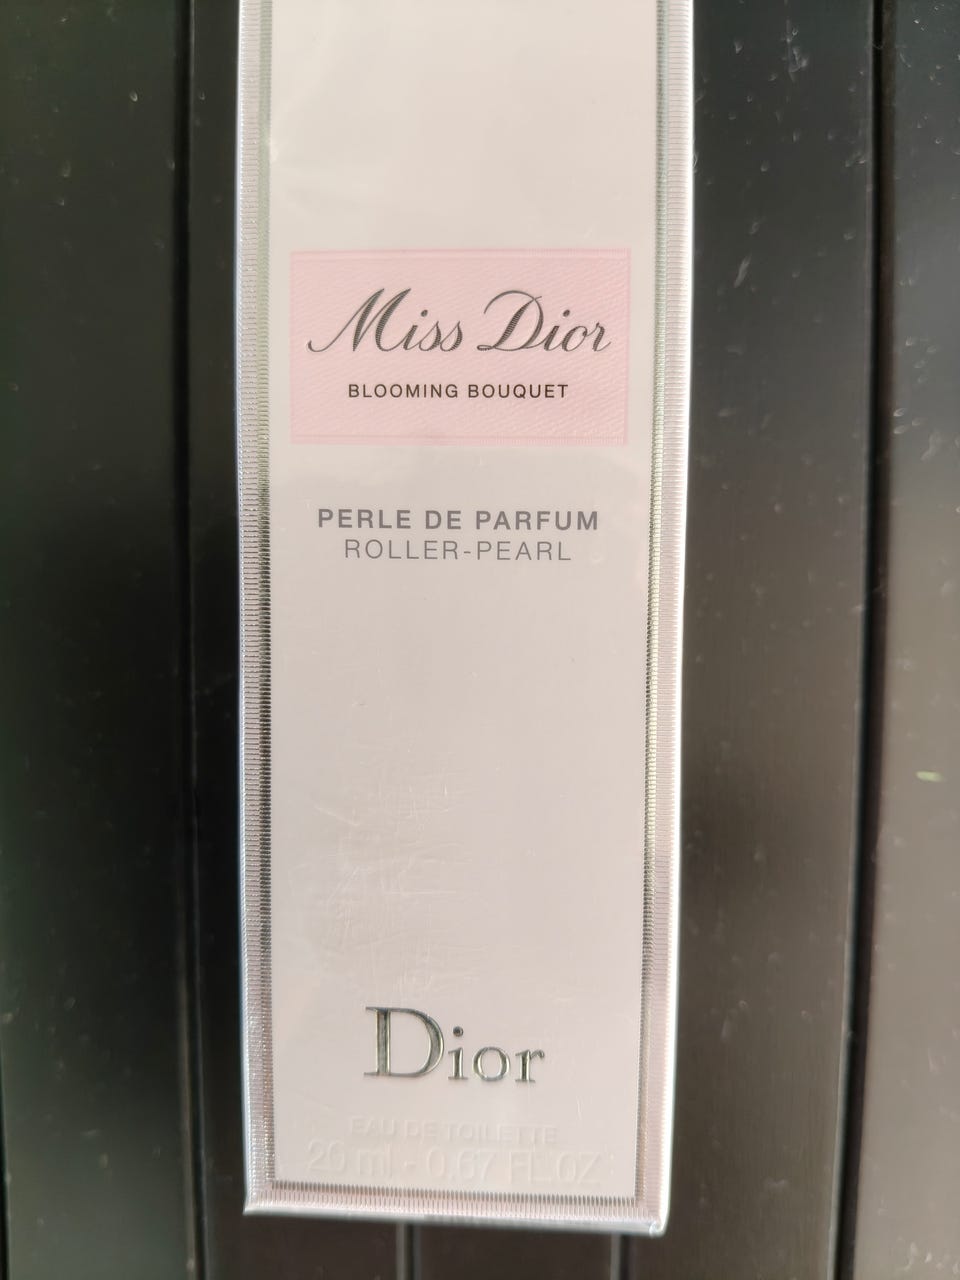 Miss Dior
BLOOMING BOUQUET
PERLE DE PARFUM
ROLLER-PEARL
Dior
EAU DE TOILETTE
20 ml - 0.67 FL.OZ